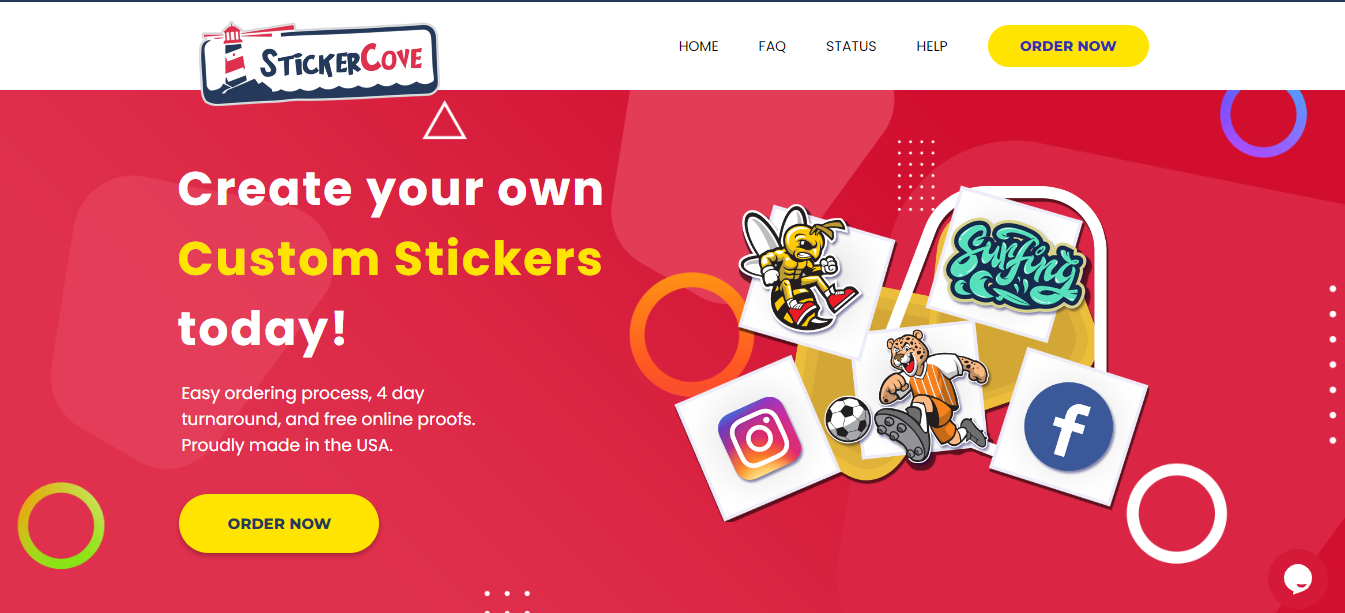 STICKERCOVE
HOME FAQ STATUS HELP ORDER NOW
Create your own
Custom Stickers
today!
Easy ordering process, 4 day
turnaround, and free online proofs.
Proudly made in the USA.
ORDER NOW
Surfing
f